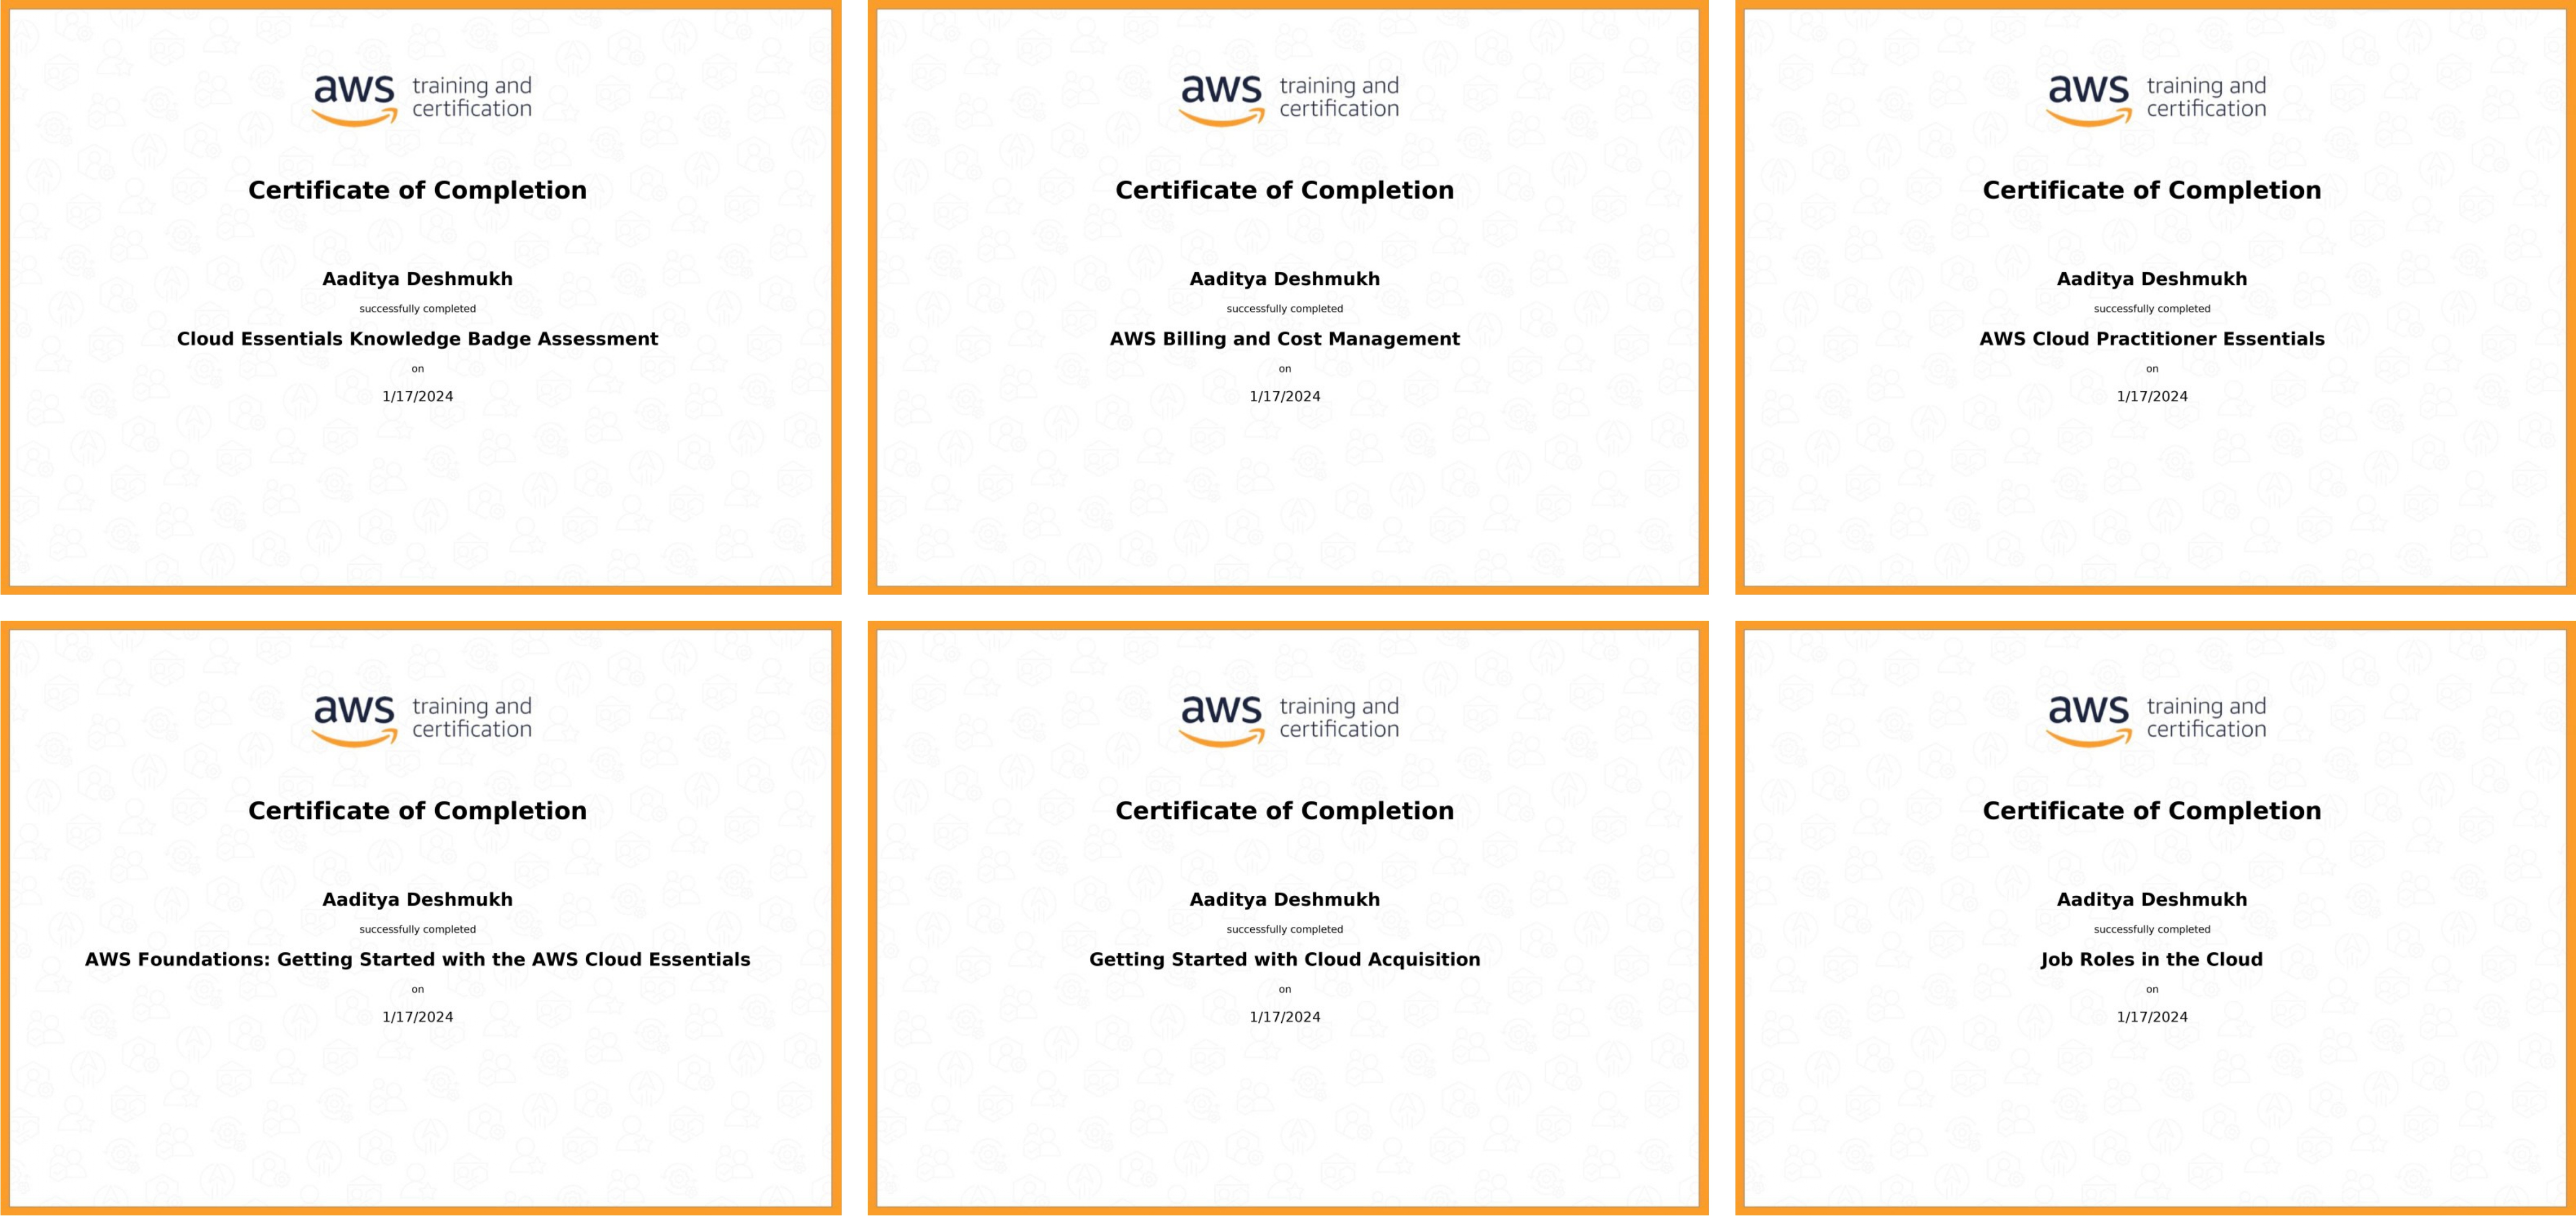 aws training and
certification
Certificate of Completion
Aaditya Deshmukh
successfully completed
Cloud Essentials Knowledge Badge Assessment
on
1/17/2024
aws training and
certification
Certificate of Completion
Aaditya Deshmukh
successfully completed
AWS Billing and Cost Management
on
1/17/2024
aws training and
certification
Certificate of Completion
Aaditya Deshmukh
successfully completed
AWS Cloud Practitioner Essentials
on
1/17/2024
aws training and
certification
Certificate of Completion
Aaditya Deshmukh
successfully completed
AWS Foundations: Getting Started with the AWS Cloud Essentials
on
1/17/2024
aws training and
certification
Certificate of Completion
Aaditya Deshmukh
successfully completed
Getting Started with Cloud Acquisition
on
1/17/2024
aws training and
certification
Certificate of Completion
Aaditya Deshmukh
successfully completed
Job Roles in the Cloud
on
1/17/2024